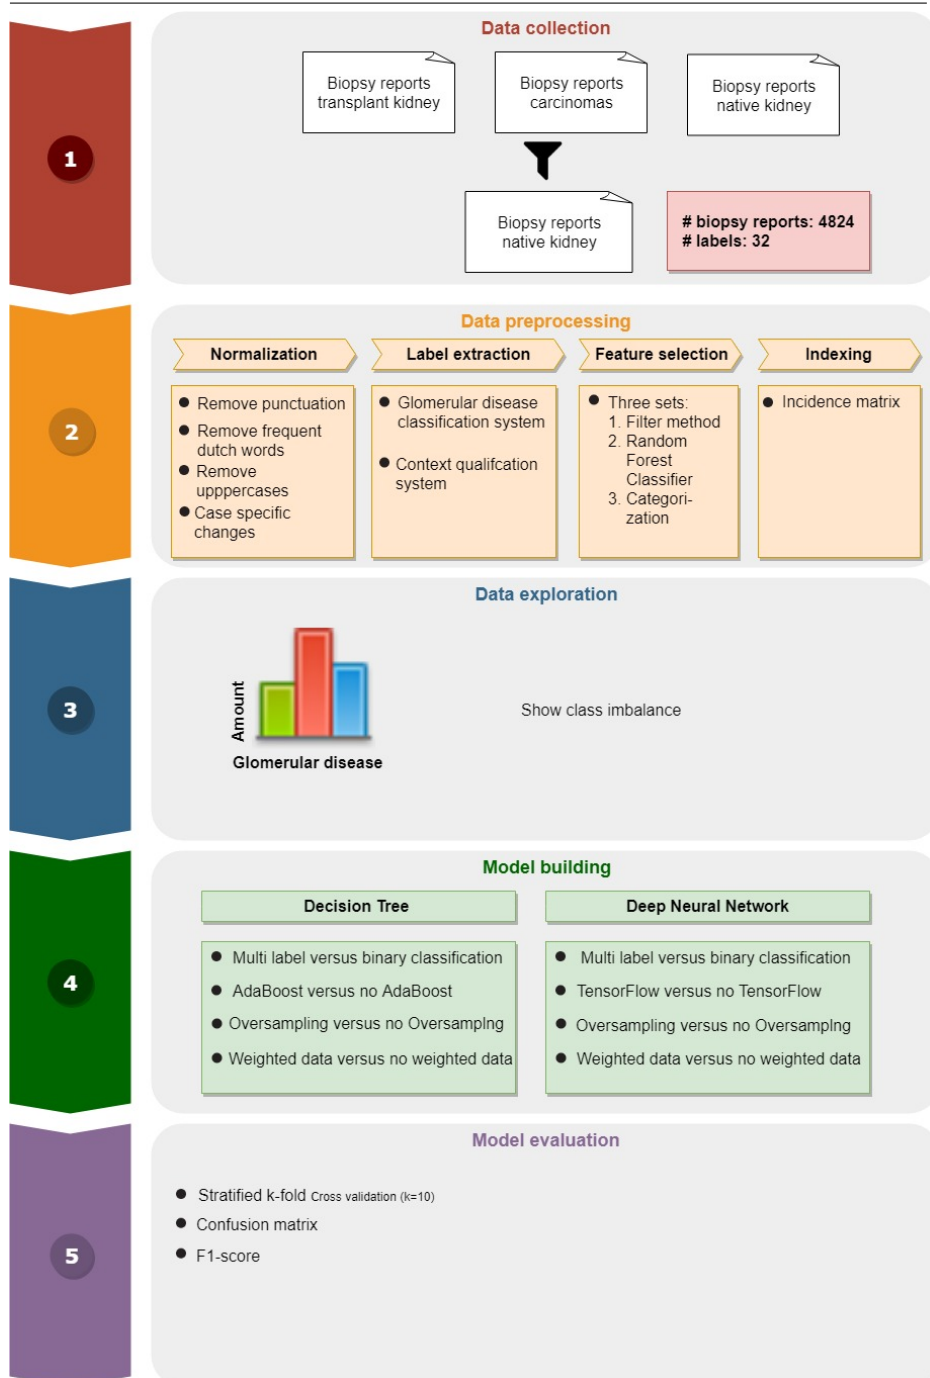 1
Data collection
Biopsy reports
transplant kidney
Biopsy reports
carcinomas
Biopsy reports
native kidney
Biopsy reports
native kidney
# biopsy reports: 4824
# labels: 32
2
Data preprocessing
Normalization
Remove punctuation
Remove frequent
dutch words
Remove
upppercases
Case specific
changes
Label extraction
Glomerular disease
classification system
Context qualifcation
system
Feature selection
Three sets:
1. Filter method
2. Random
Forest
Classifier
3. Categori-
zation
Indexing
Incidence matrix
3
Data exploration
Amount
Glomerular disease
Show class imbalance
4
Model building
Decision Tree
Multi label versus binary classification
AdaBoost versus no AdaBoost
Oversampling versus no Oversamplng
Weighted data versus no weighted data
Deep Neural Network
Multi label versus binary classification
TensorFlow versus no TensorFlow
Oversampling versus no Oversamplng
Weighted data versus no weighted data
5
Model evaluation
Stratified k-fold Cross validation (k=10)
Confusion matrix
F1-score